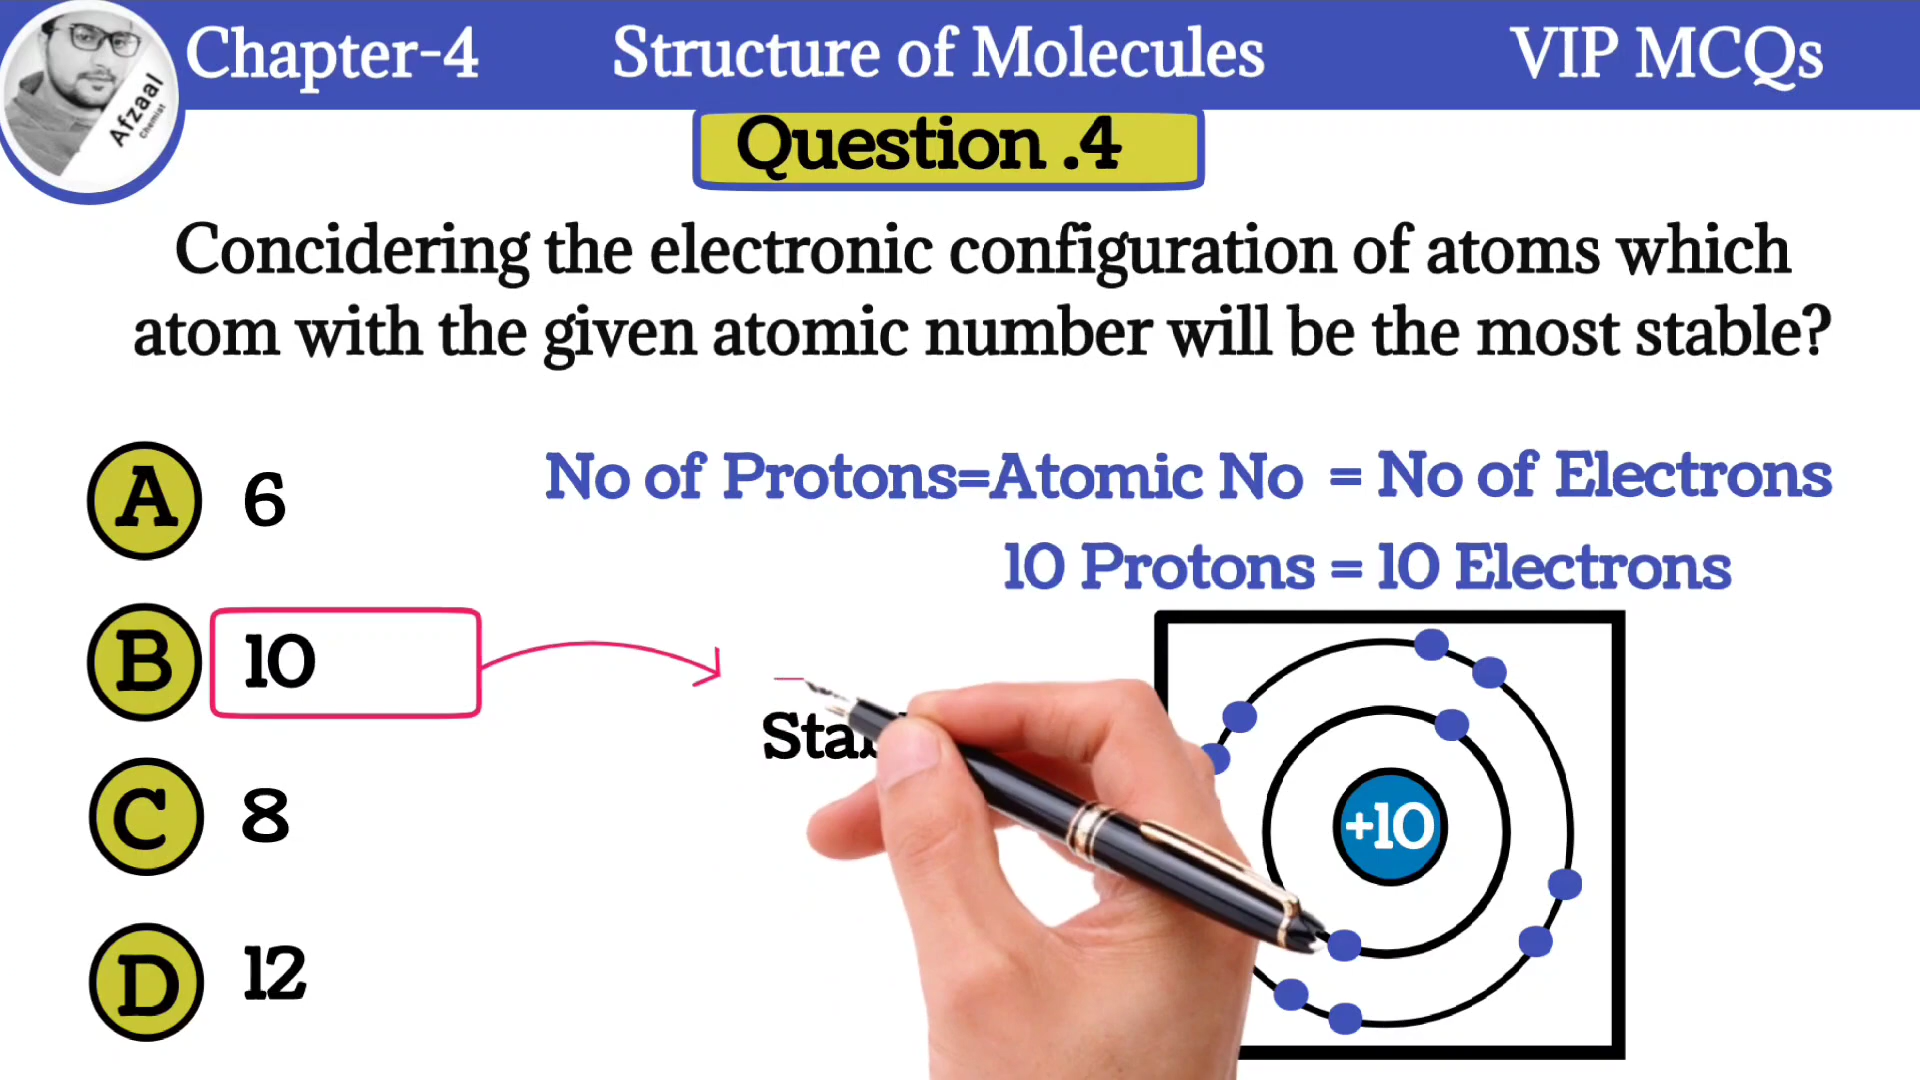 Afzaal
Chemist
Chapter-4 Structure of Molecules VIP MCQs
Question .4
Concidering the electronic configuration of atoms which
atom with the given atomic number will be the most stable?
A 6
No of Protons=Atomic No = No of Electrons
10 Protons = 10 Electrons
B 10
+10
C 8
D 12